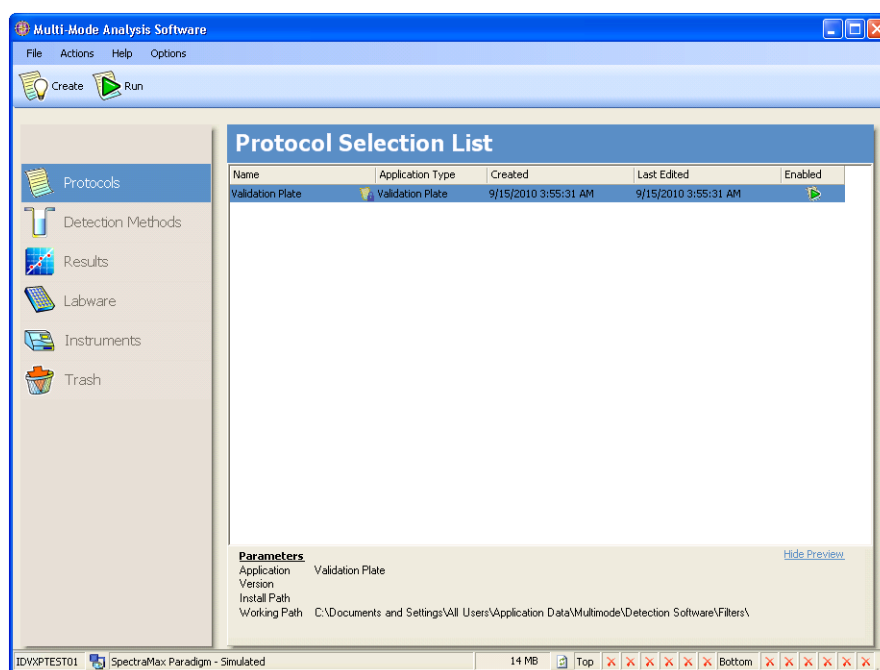 Multi-Mode Analysis Software
File Actions Help Options
Create Run
Protocol Selection List
Protocols
Detection Methods
Results
Labware
Instruments
Trash
Name Application Type Created Last Edited Enabled
Validation Plate Validation Plate 9/15/2010 3:55:31 AM 9/15/2010 3:55:31 AM
Parameters Hide Preview
Application Validation Plate
Version
Install Path
Working Path C:\Documents and Settings\All Users\Application Data\Multimode\Detection Software\Filters\
IDVXPTEST01 SpectraMax Paradigm - Simulated 14 MB Top Bottom